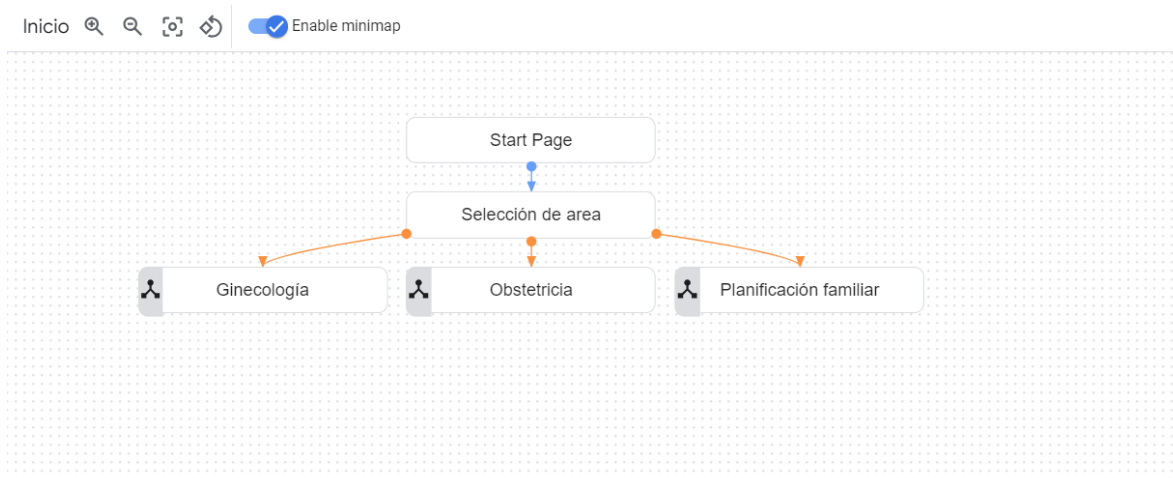 Inicio
Enable minimap
Start Page
Selección de area
Ginecología
Obstetricia
Planificación familiar